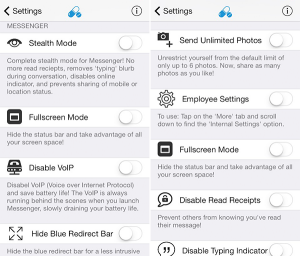 Settings
MESSENGER
Stealth Mode
Complete stealth mode for Messenger! No
more read receipts, removes 'typing' blurb
during conversation, disables online
indicator, and prevents sharing of mobile or
location status.
Fullscreen Mode
Hide the status bar and take advantage of all
your screen space!
Disable VoIP
Disabel VoIP (Voice over Internet Protocol)
and save battery life! The VoIP is always
running behind the scenes when you launch
Messenger, slowly draining your battery.
Hide Blue Redirect Bar
Hide the blue redirect bar for a less intrusive
Settings
Send Unlimited Photos
Unrestrict yourself from the default limit of
only up to 6 photos. Now, share as many
photos as you like!
Employee Settings
To use: Tap on the 'More' tab and scroll
down to find the 'Internal Settings' option.
Fullscreen Mode
Hide the status bar and take advantage of all
your screen space!
Disable Read Receipts
Prevent others from knowing you've read
their message!
Disable Typing Indicator